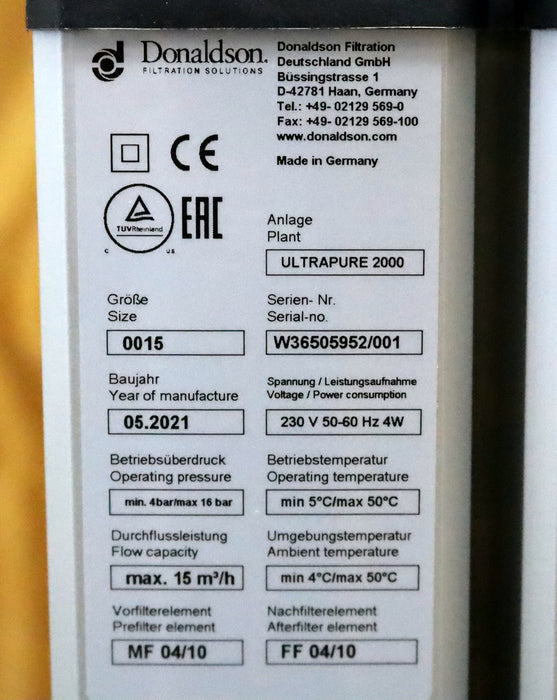 Donaldson.
FILTRATION SOLUTIONS
Donaldson Filtration
Deutschland GmbH
Büssingstrasse 1
D-42781 Haan, Germany
Tel.: +49- 02129 569-0
Fax: +49- 02129 569-100
www.donaldson.com
Made in Germany
CE
TÜVRheinland
C US
EAC
Anlage
Plant
ULTRAPURE 2000
Größe
Size
0015
Serien- Nr.
Serial-no.
W36505952/001
Baujahr
Year of manufacture
05.2021
Spannung / Leistungsaufnahme
Voltage / Power consumption
230 V 50-60 Hz 4W
Betriebsüberdruck
Operating pressure
min. 4bar/max 16 bar
Betriebstemperatur
Operating temperature
min 5°C/max 50°C
Durchflussleistung
Flow capacity
max. 15 m³/h
Umgebungstemperatur
Ambient temperature
min 4°C/max 50°C
Vorfilterelement
Prefilter element
MF 04/10
Nachfilterelement
Afterfilter element
FF 04/10